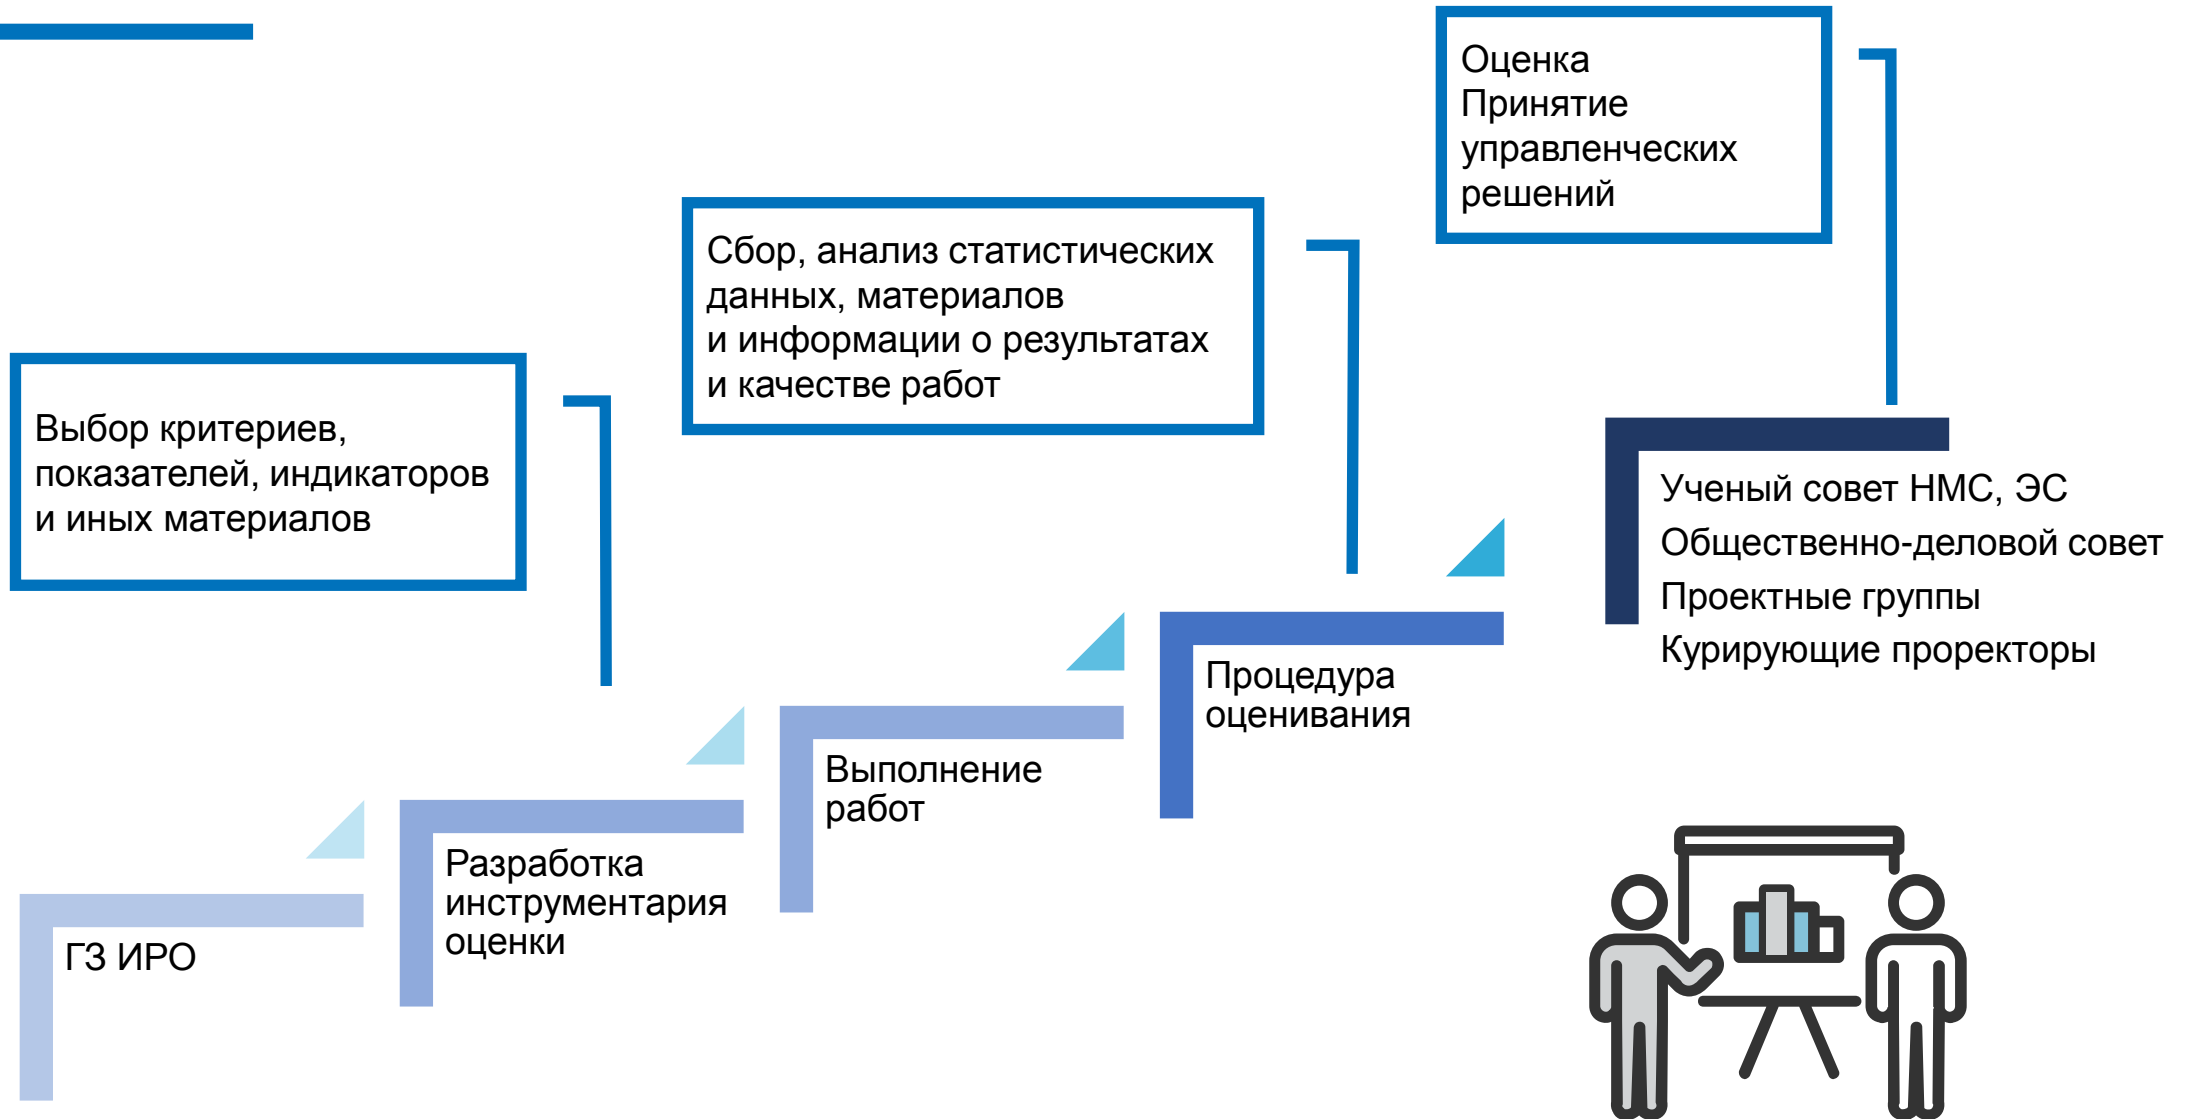 Оценка
Принятие
управленческих
решений
Сбор, анализ статистических
данных, материалов
и информации о результатах
и качестве работ
Выбор критериев,
показателей, индикаторов
и иных материалов
Ученый совет НМС, ЭС
Общественно-деловой совет
Проектные группы
Курирующие проректоры
Процедура
оценивания
Выполнение
работ
Разработка
инструментария
оценки
ГЗ ИРО